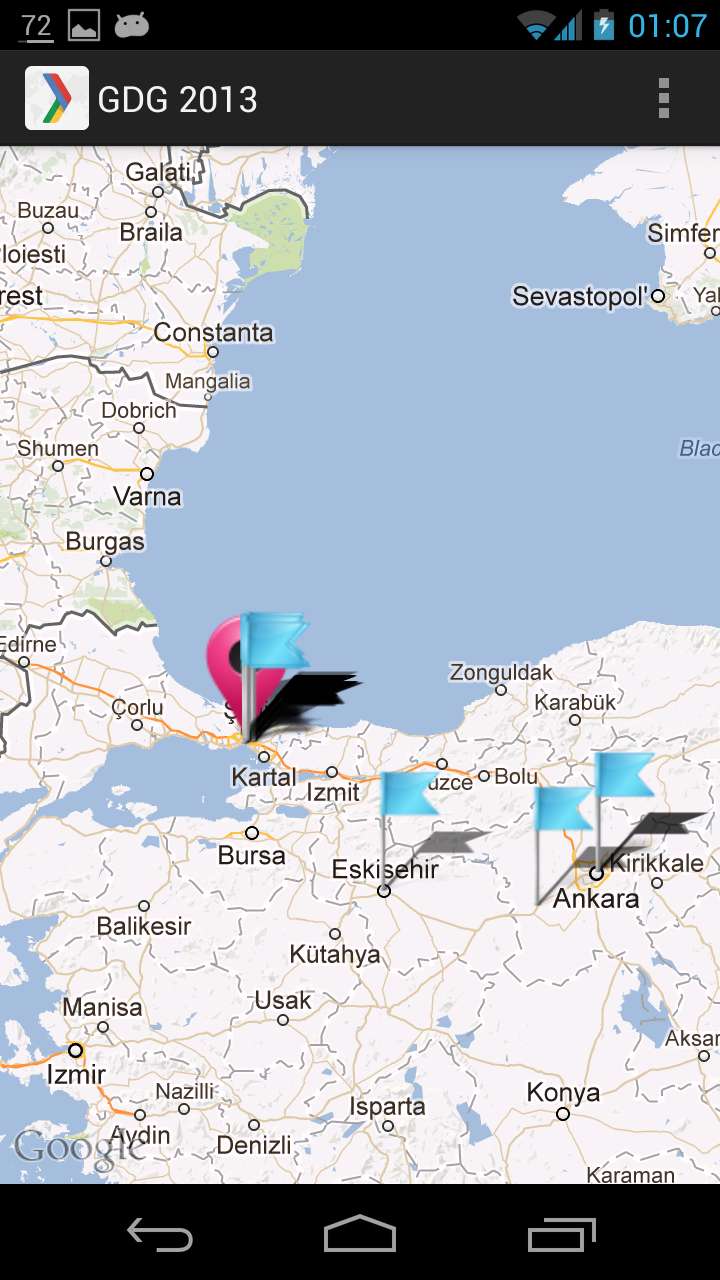 72
01:07
GDG 2013
Galati
Buzau
Braila
loiesti
Simfer
rest
Sevastopol'
Yal
Constanta
Mangalia
Dobrich
Shumen
Blac
Varna
Burgas
Edirne
Zonguldak
Karabük
Çorlu
Kartal
Izmit
uzce
Bolu
Bursa
Eskisehir
Kirikkale
Ankara
Balikesir
Kütahya
Usak
Manisa
Aksar
Izmir
Nazilli
Konya
Isparta
Aydin
Denizli
Google
Karaman